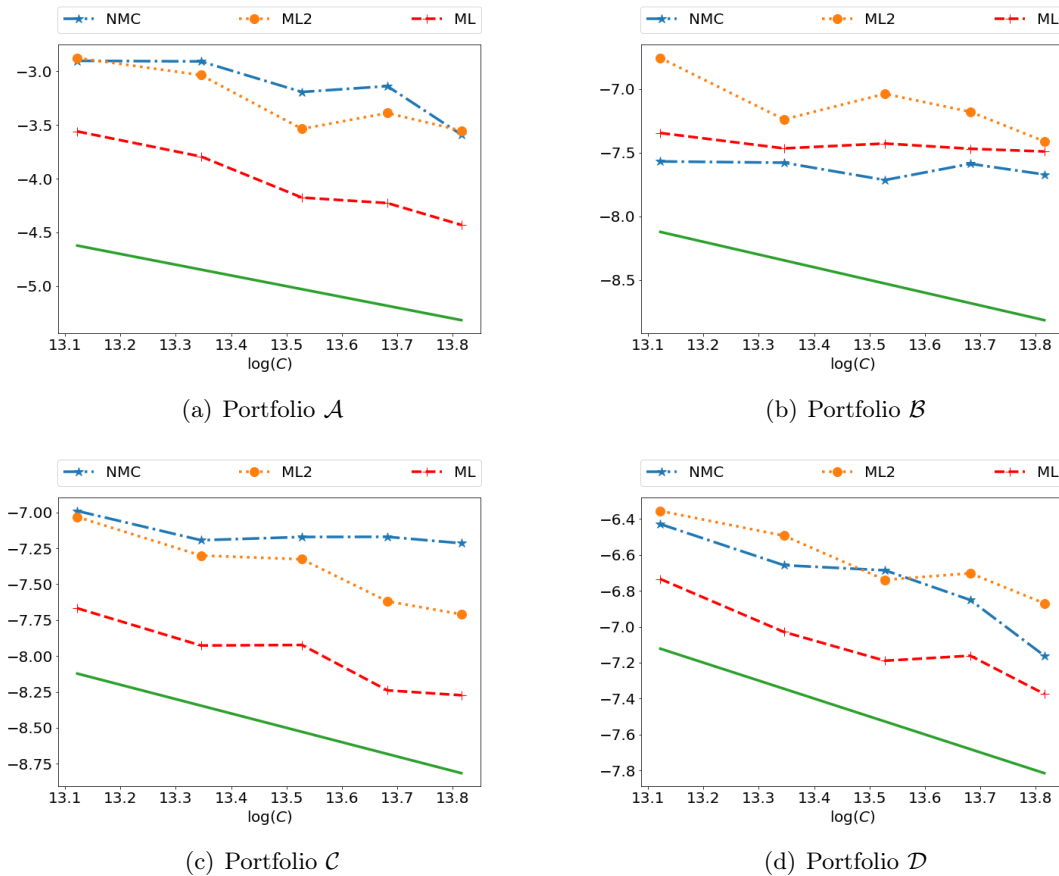 NMC ML2 ML
NMC ML2 ML
−3.0
−3.5
−4.0
−4.5
−5.0
13.1 13.2 13.3 13.4 13.5 13.6 13.7 13.8
log(C)
−7.0
−7.5
−8.0
−8.5
13.1 13.2 13.3 13.4 13.5 13.6 13.7 13.8
log(C)
(a) Portfolio 𝒜
(b) Portfolio ℬ
NMC ML2 ML
NMC ML2 ML
−7.00
−7.25
−7.50
−7.75
−8.00
−8.25
−8.50
−8.75
13.1 13.2 13.3 13.4 13.5 13.6 13.7 13.8
log(C)
−6.4
−6.6
−6.8
−7.0
−7.2
−7.4
−7.6
−7.8
13.1 13.2 13.3 13.4 13.5 13.6 13.7 13.8
log(C)
(c) Portfolio 𝒞
(d) Portfolio 𝒟